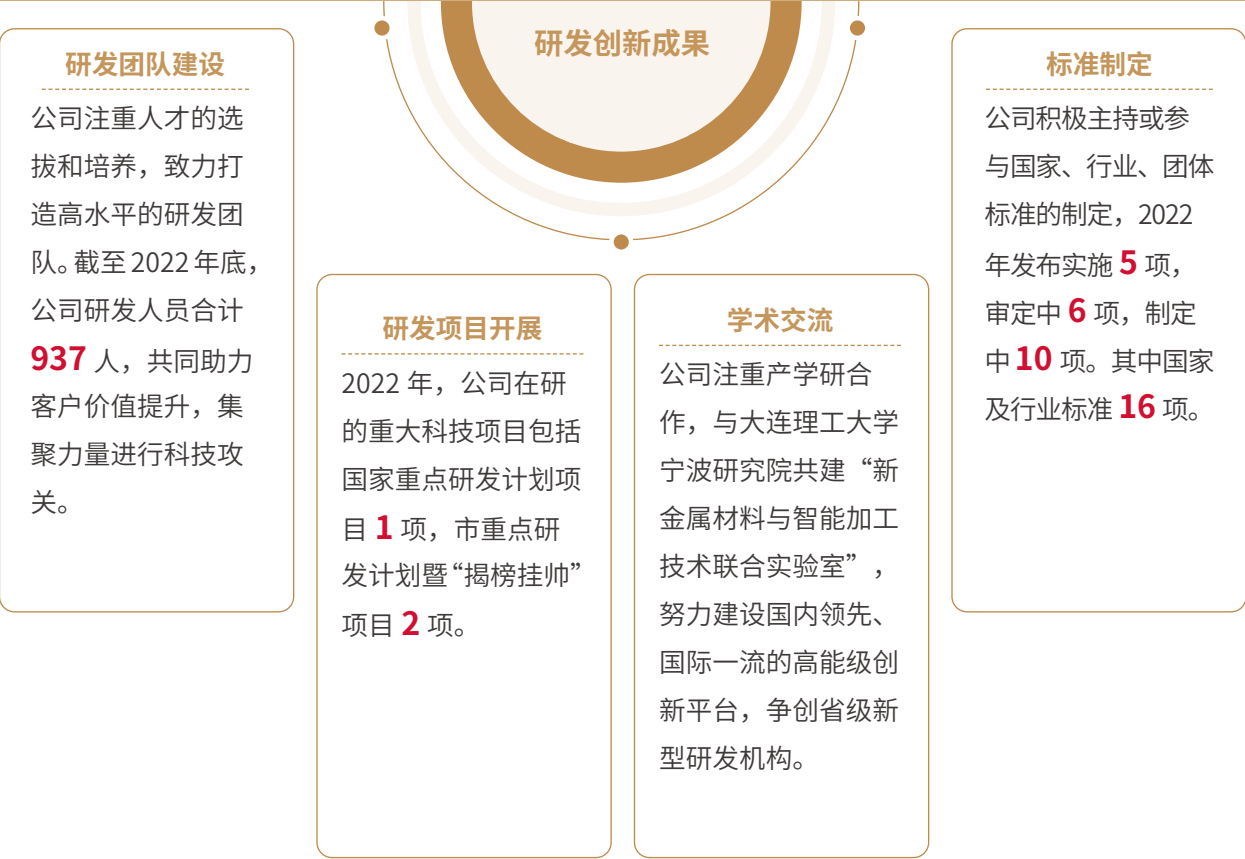 研发创新成果
研发团队建设
公司注重人才的选
拔和培养，致力打
造高水平的研发团
队。截至 2022 年底，
公司研发人员合计
937 人，共同助力
客户价值提升，集
聚力量进行科技攻
关。
研发项目开展
2022 年，公司在研
的重大科技项目包括
国家重点研发计划项
目 1 项，市重点研
发计划暨“揭榜挂帅”
项目 2 项。
学术交流
公司注重产学研合
作，与大连理工大学
宁波研究院共建“新
金属材料与智能加工
技术联合实验室”，
努力建设国内领先、
国际一流的高能级创
新平台，争创省级新
型研发机构。
标准制定
公司积极主持或参
与国家、行业、团体
标准的制定，2022
年发布实施 5 项，
审定中 6 项，制定
中 10 项。其中国家
及行业标准 16 项。